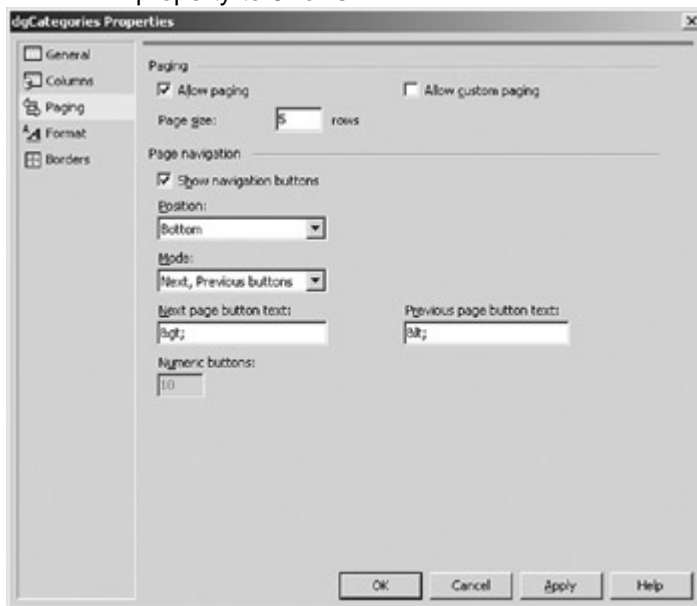 dgCategories Properties
General
Columns
Paging
Format
Borders
Paging
Allow paging
Allow custom paging
Page size:
5
rows
Page navigation
Show navigation buttons
Position:
Bottom
Mode:
Next, Previous buttons
Next page button text:
Previous page button text:
&gt;
&lt;
Numeric buttons:
10
OK
Cancel
Apply
Help